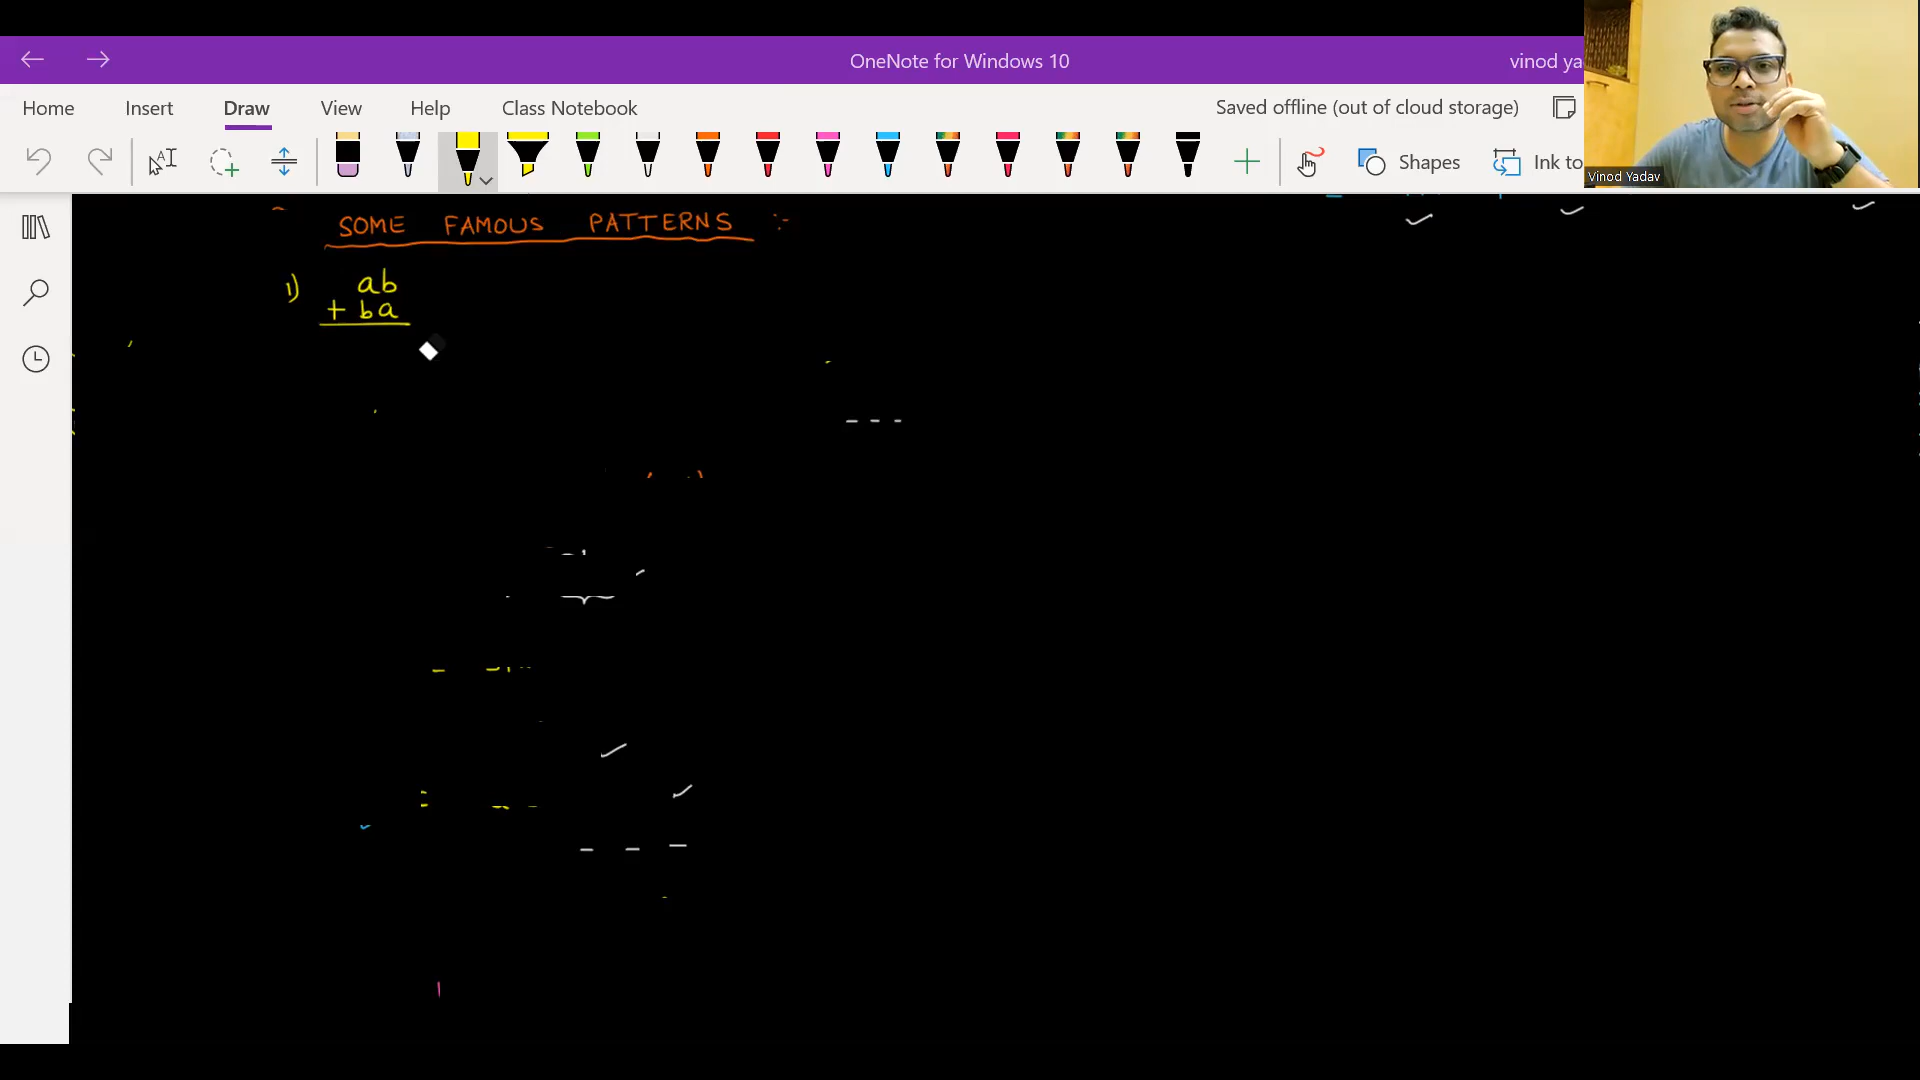 OneNote for Windows 10
vinod ya
Home Insert Draw View Help Class Notebook
Saved offline (out of cloud storage)
Shapes
Ink to
Vinod Yadav
SOME FAMOUS PATTERNS :-
1) ab
+ ba